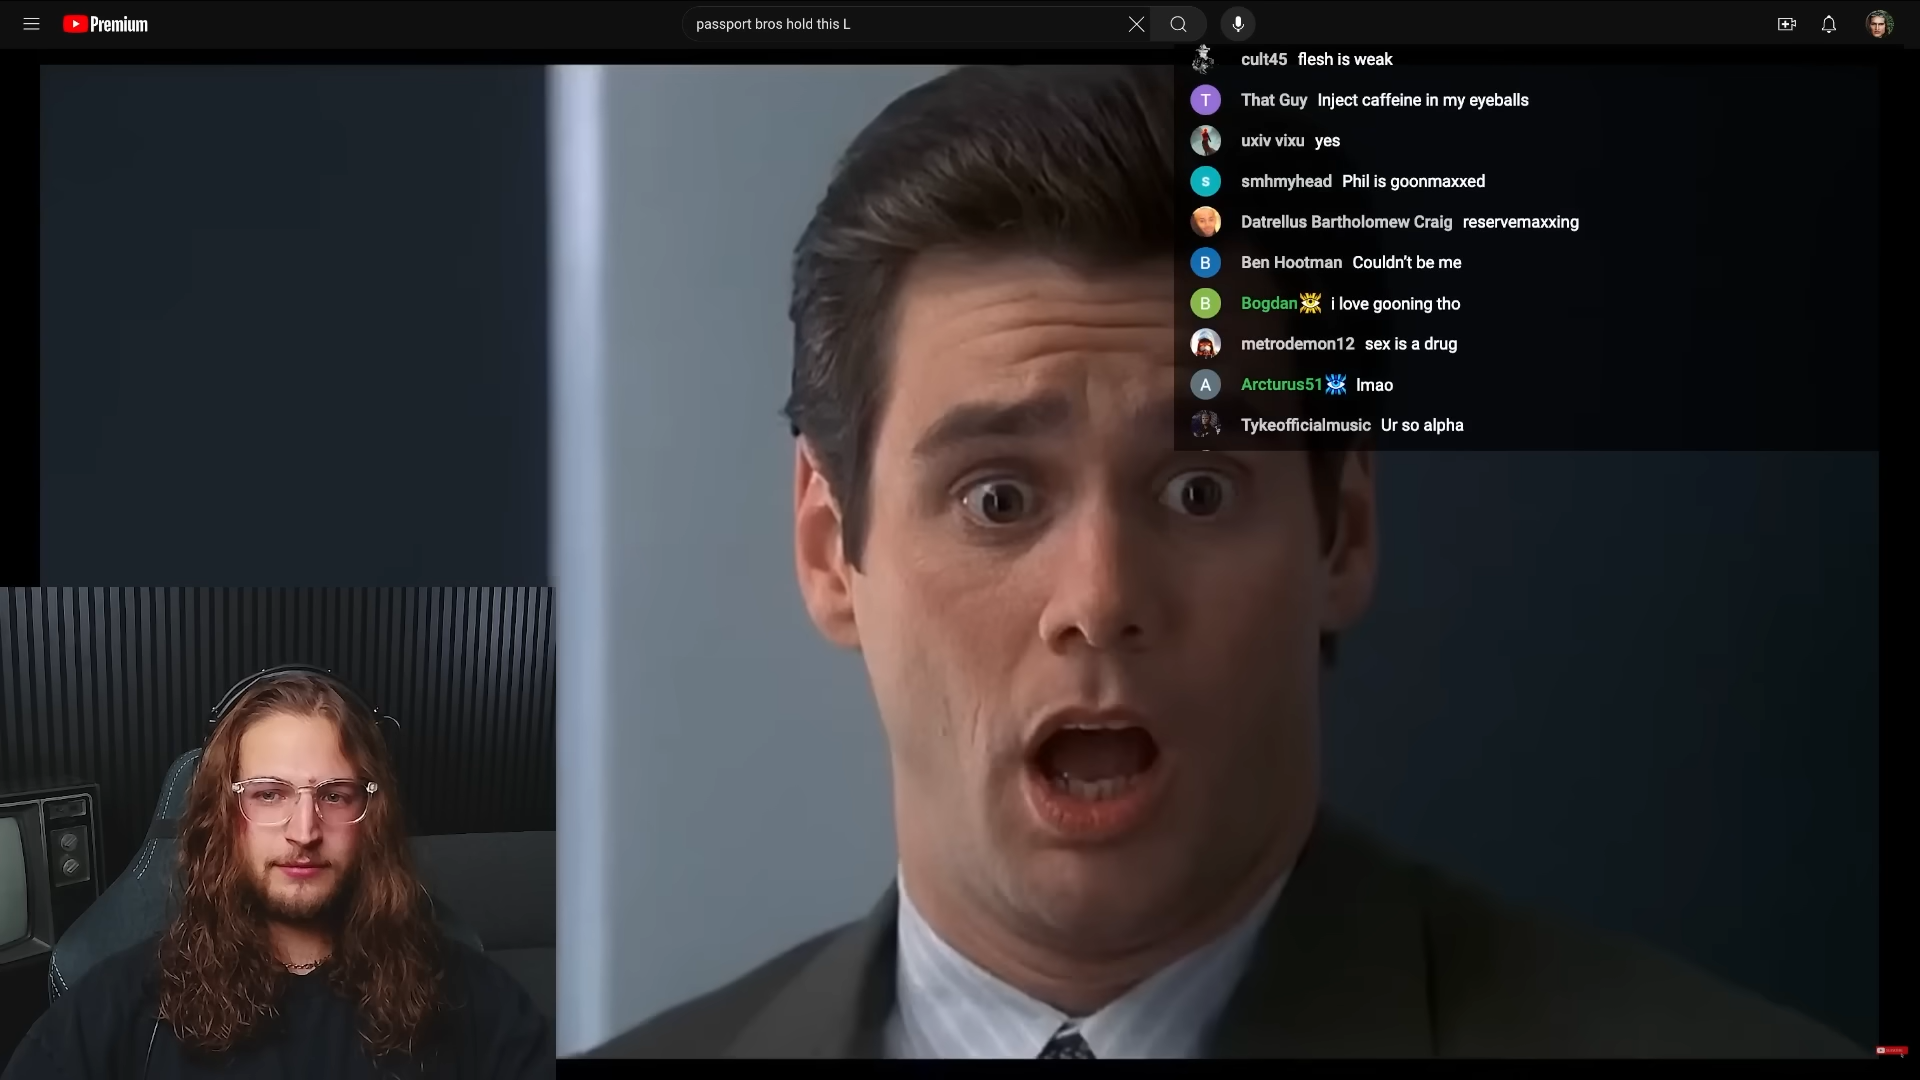 Premium
passport bros hold this L
cult45 flesh is weak
T That Guy Inject caffeine in my eyeballs
uxiv vixu yes
s smhmyhead Phil is goonmaxxed
Datrellus Bartholomew Craig reservemaxxing
B Ben Hootman Couldn't be me
B Bogdan i love gooning tho
metrodemon12 sex is a drug
A Arcturus51 lmao
Tykeofficialmusic Ur so alpha